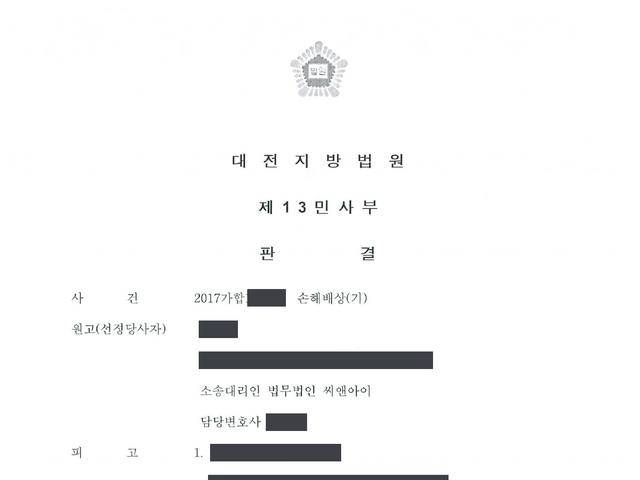 법원
대 전 지 방 법 원
제 1 3 민 사 부
판 결
사 건 2017가합 손해배상(기)
원고(선정당사자)
소송대리인 법무법인 씨앤아이
담당변호사
피 고 1.